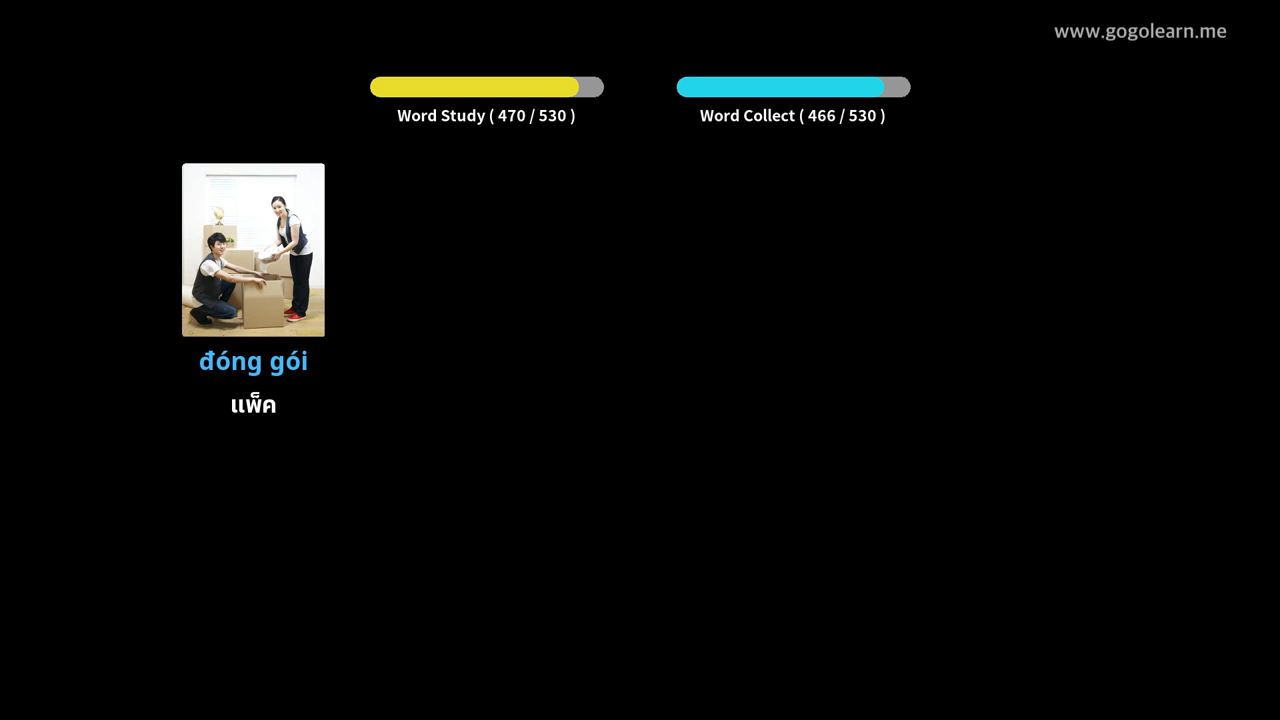 www.gogolearn.me
Word Study ( 470 / 530 )
Word Collect ( 466 / 530 )
đóng gói
แพ็ค